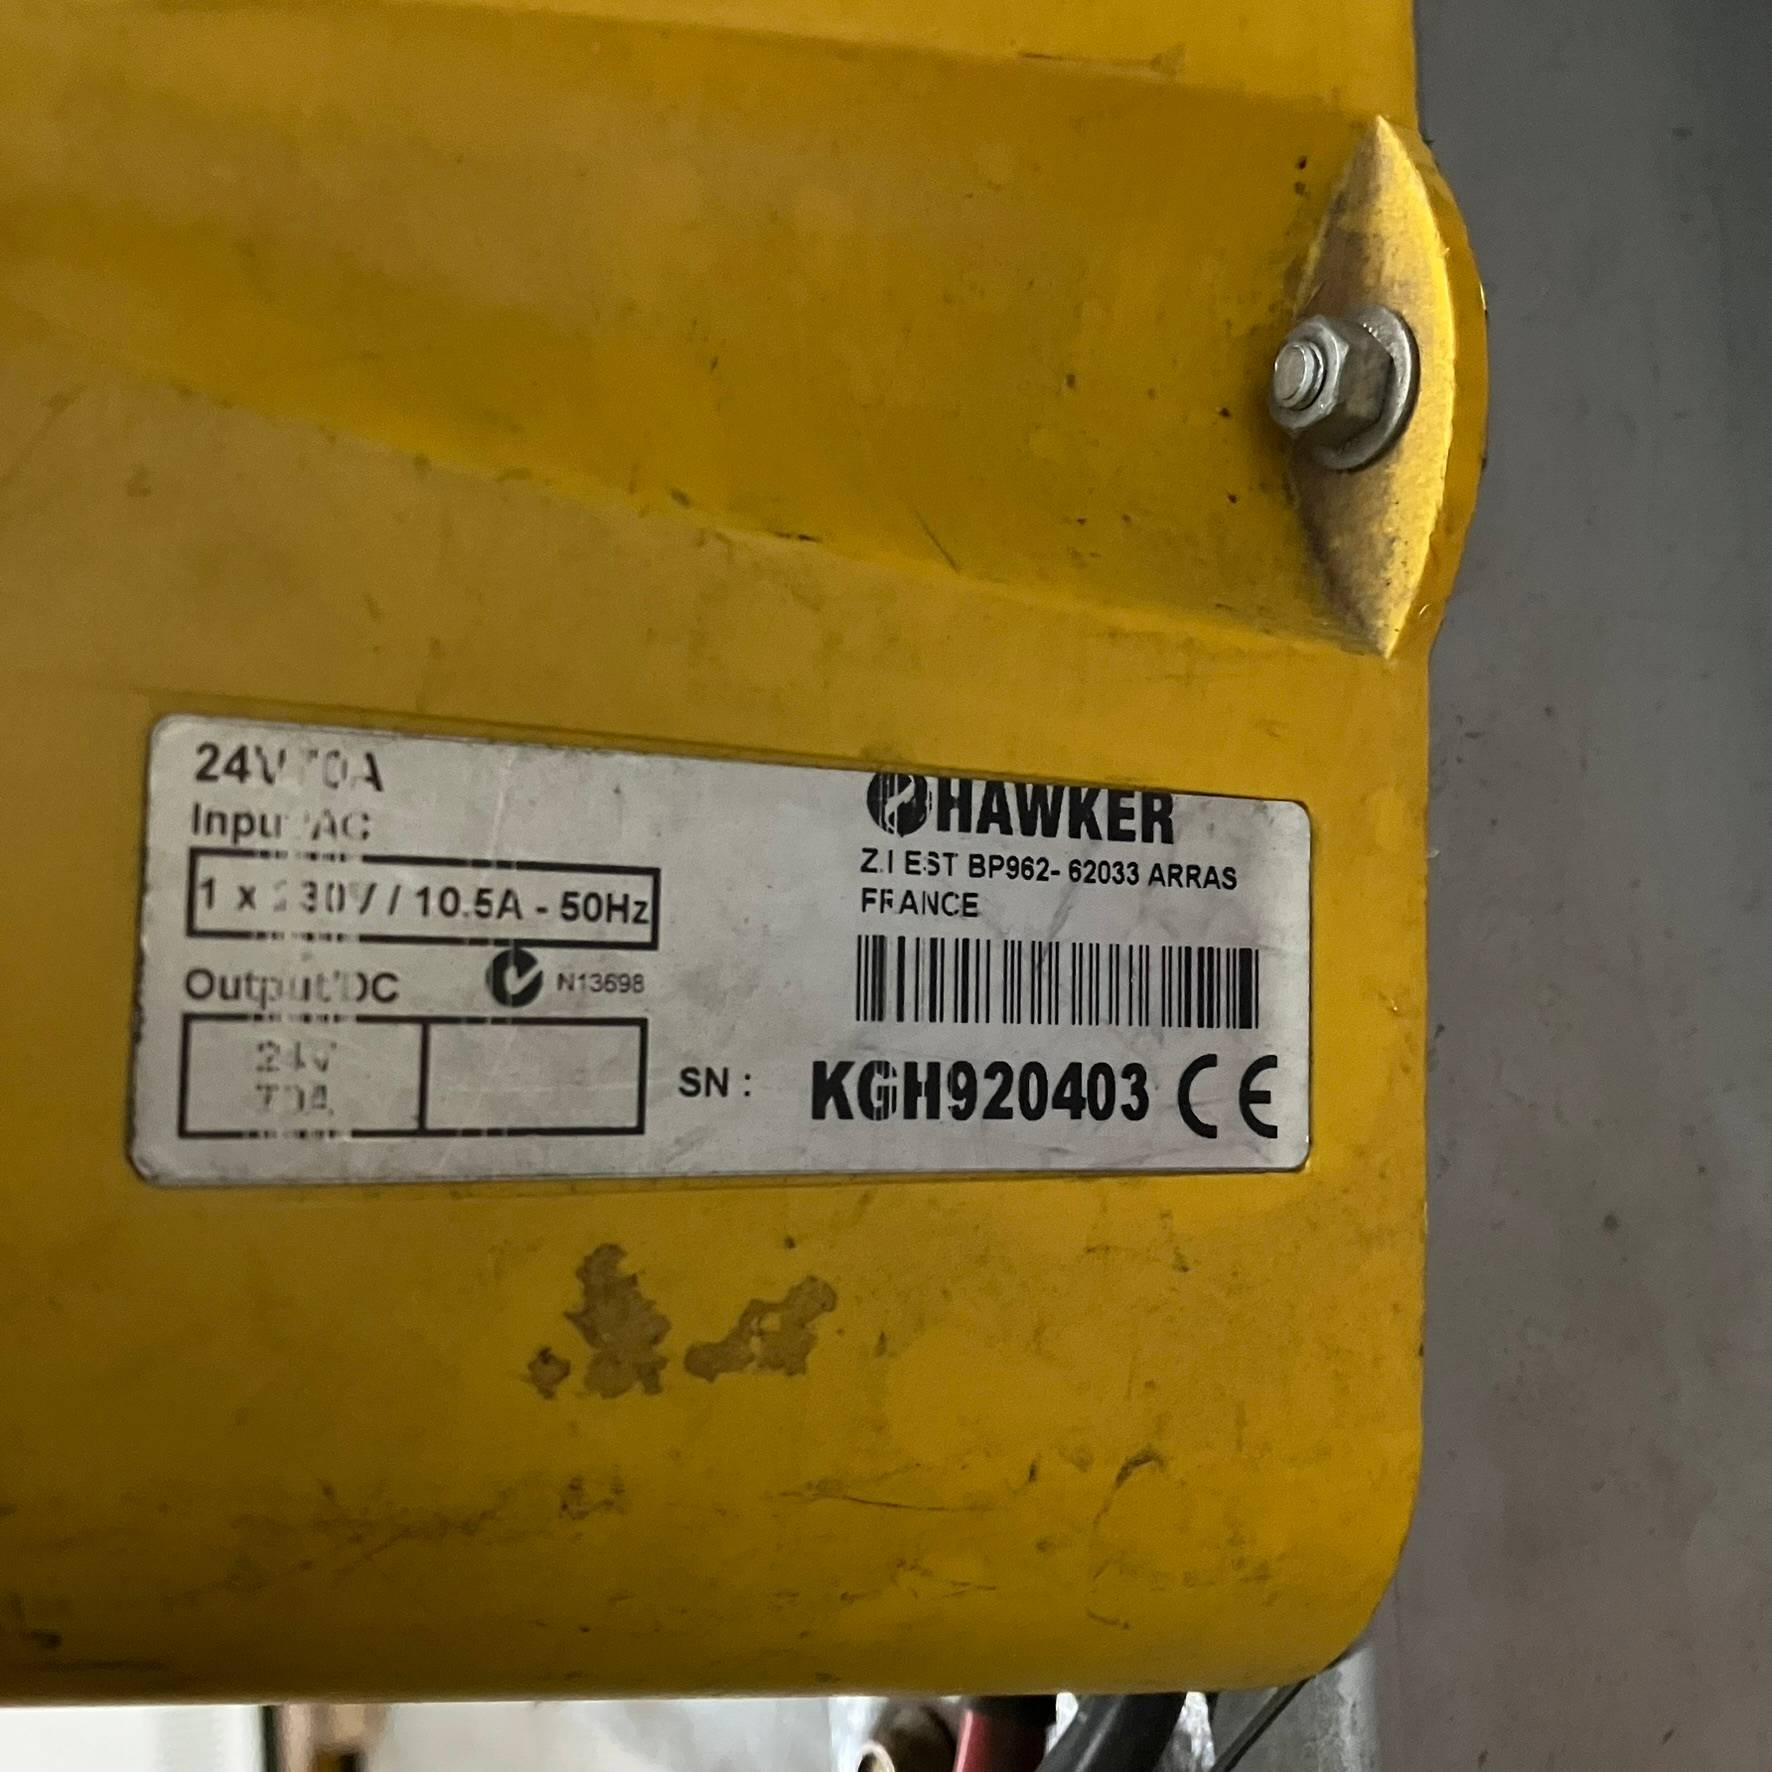 24V 70A
Input AC
1 x 230V / 10.5A - 50Hz
Output DC
N13698
24V
70A
HAWKER
Z.I EST BP962- 62033 ARRAS
FRANCE
SN : KGH920403 CE